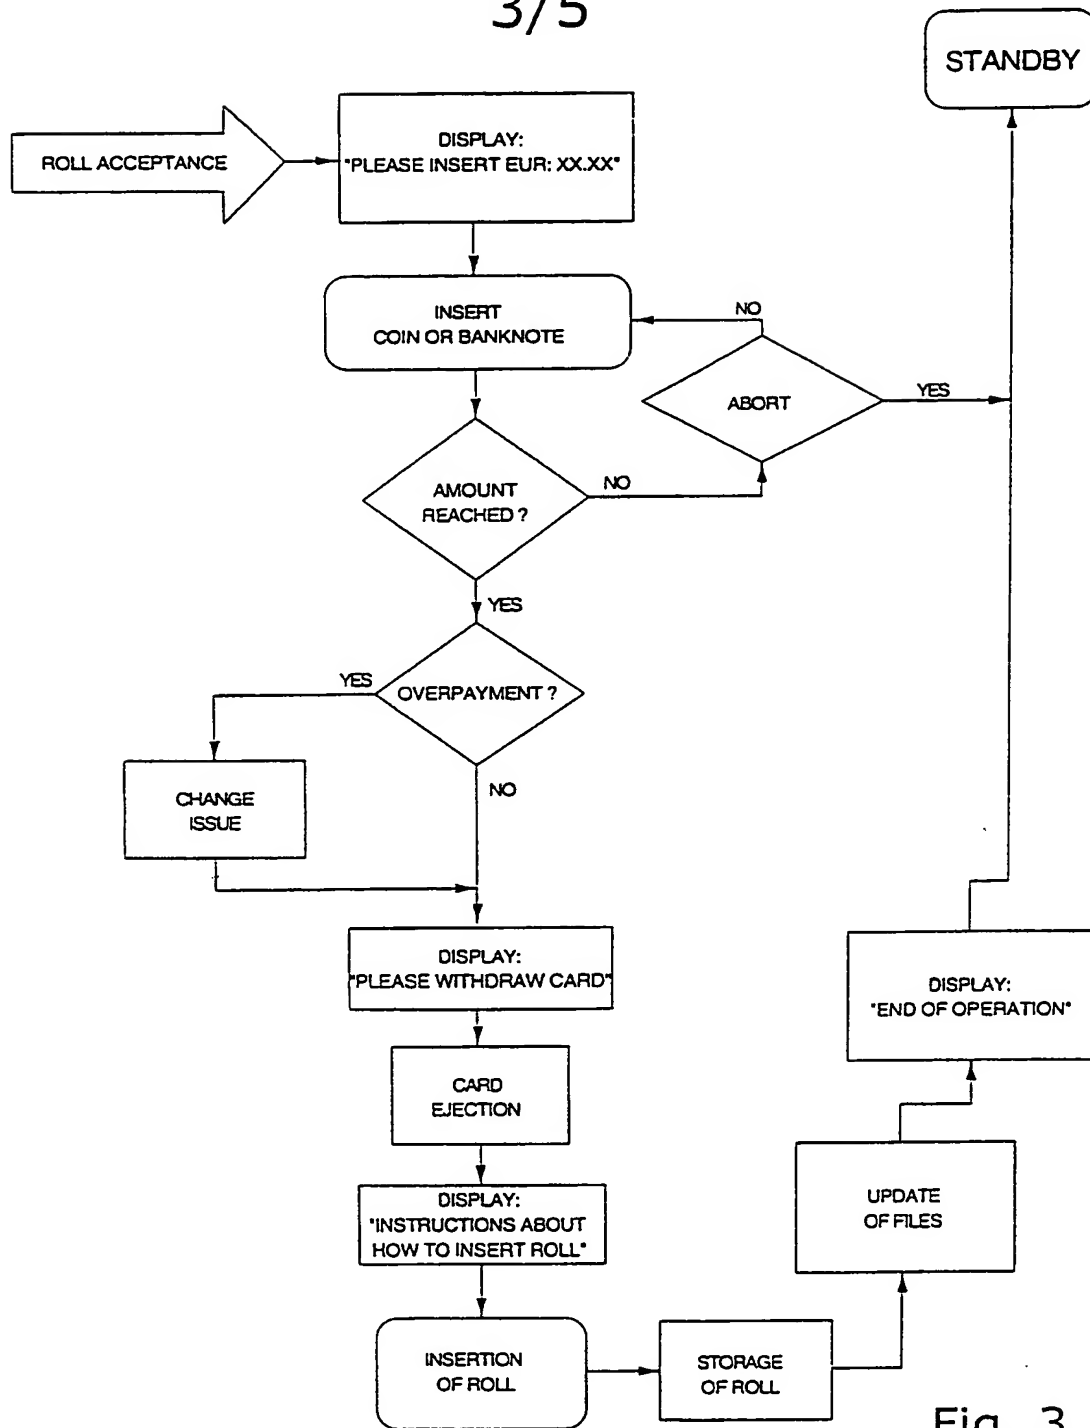 3/5
STANDBY
ROLL ACCEPTANCE
DISPLAY:
"PLEASE INSERT EUR: XX.XX"
INSERT
COIN OR BANKNOTE
NO
ABORT
YES
AMOUNT
REACHED ?
NO
YES
OVERPAYMENT ?
YES
NO
CHANGE
ISSUE
DISPLAY:
"PLEASE WITHDRAW CARD"
CARD
EJECTION
DISPLAY:
"INSTRUCTIONS ABOUT
HOW TO INSERT ROLL"
INSERTION
OF ROLL
STORAGE
OF ROLL
UPDATE
OF FILES
DISPLAY:
"END OF OPERATION"
Fig. 3